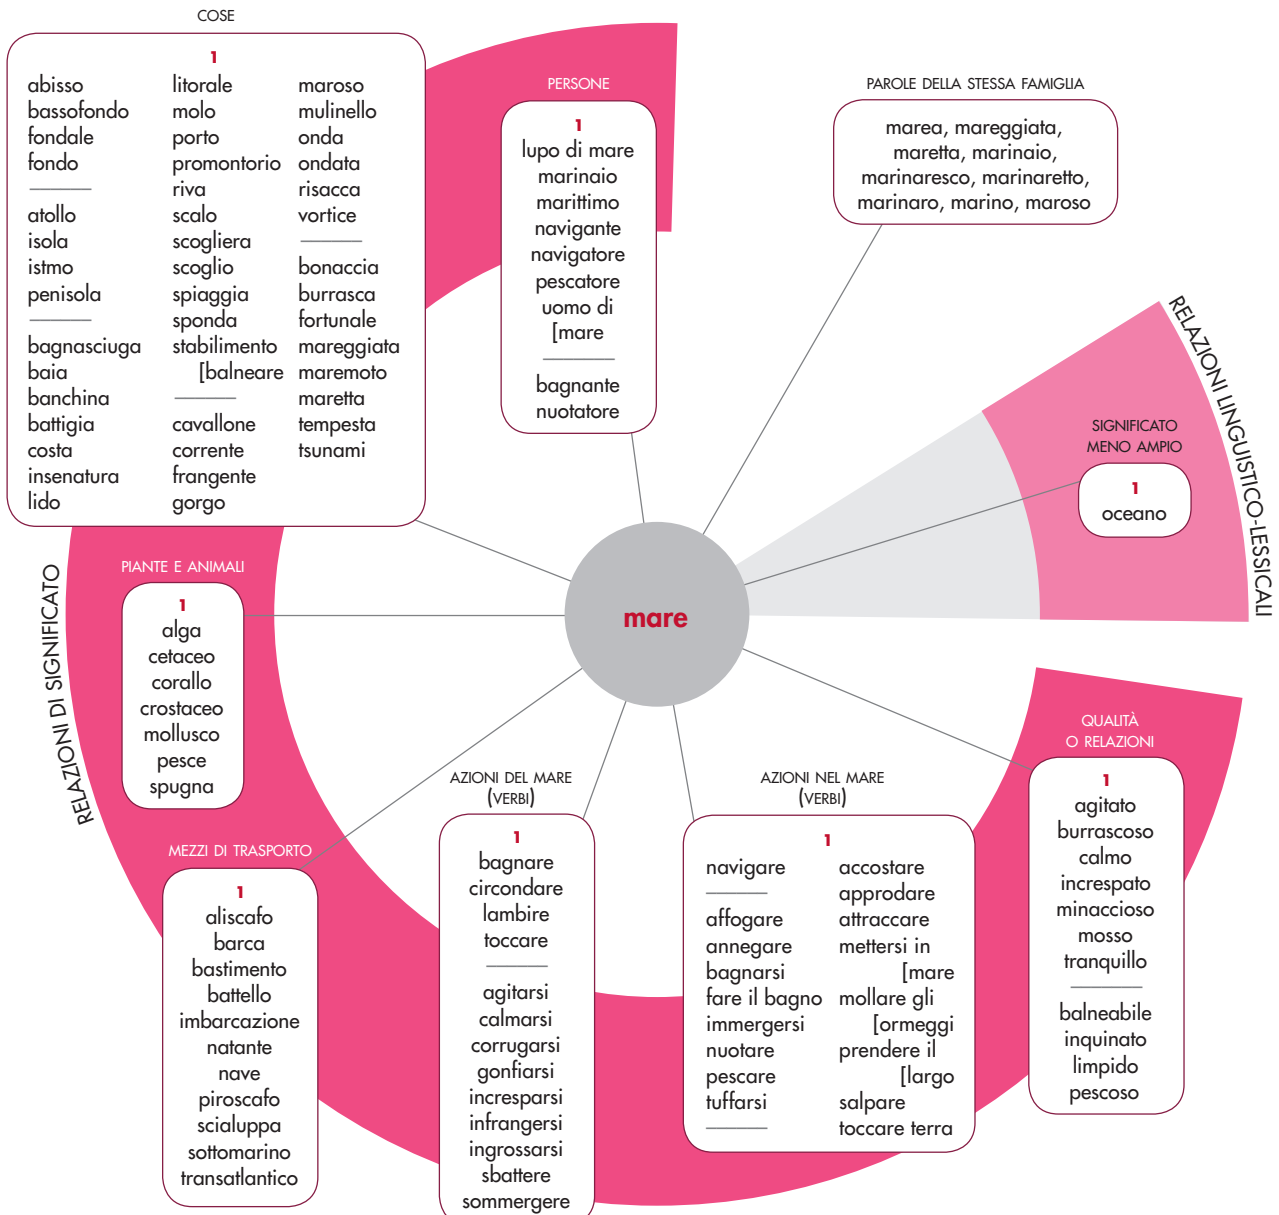 COSE
1
abisso
bassofondo
fondale
fondo
atollo
isola
istmo
penisola
bagnasciuga
baia
banchina
battigia
costa
insenatura
lido
litorale
molo
porto
promontorio
riva
scalo
scogliera
scoglio
spiaggia
sponda
stabilimento
[balneare
cavallone
corrente
frangente
gorgo
maroso
mulinello
onda
ondata
risacca
vortice
bonaccia
burrasca
fortunale
mareggiata
maremoto
maretta
tempesta
tsunami
PERSONE
1
lupo di mare
marinaio
marittimo
navigante
navigatore
pescatore
uomo di
[mare
bagnante
nuotatore
PAROLE DELLA STESSA FAMIGLIA
marea, mareggiata,
maretta, marinaio,
marinaresco, marinaretto,
marinaro, marino, maroso
RELAZIONI LINGUISTICO-LESSICALI
SIGNIFICATO
MENO AMPIO
1
oceano
mare
RELAZIONI DI SIGNIFICATO
PIANTE E ANIMALI
1
alga
cetaceo
corallo
crostaceo
mollusco
pesce
spugna
MEZZI DI TRASPORTO
1
aliscafo
barca
bastimento
battello
imbarcazione
natante
nave
piroscafo
scialuppa
sottomarino
transatlantico
AZIONI DEL MARE
(VERBI)
1
bagnare
circondare
lambire
toccare
agitarsi
calmarsi
corrugarsi
gonfiarsi
incresparsi
infrangersi
ingrossarsi
sbattere
sommergere
AZIONI NEL MARE
(VERBI)
1
navigare
affogare
annegare
bagnarsi
fare il bagno
immergersi
nuotare
pescare
tuffarsi
accostare
approdare
attraccare
mettersi in
[mare
mollare gli
[ormeggi
prendere il
[largo
salpare
toccare terra
QUALITÀ
O RELAZIONI
1
agitato
burrascoso
calmo
increspato
minaccioso
mosso
tranquillo
balneabile
inquinato
limpido
pescoso